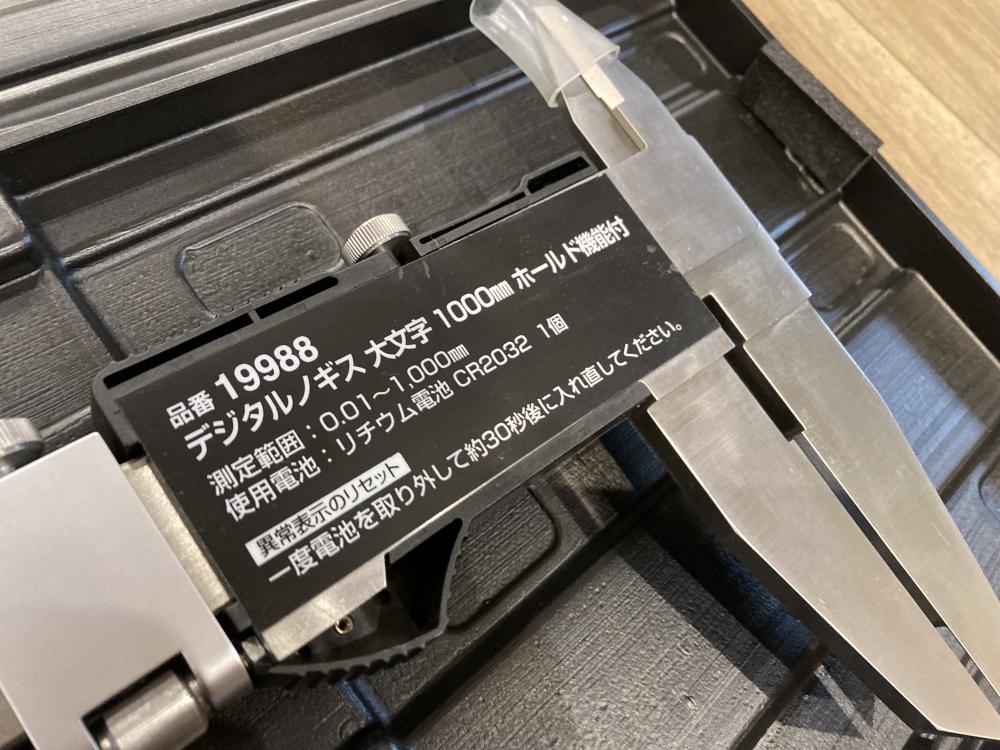 品番 19988
デジタルノギス 大文字 1000㎜ ホールド機能付
測定範囲：0.01～1,000㎜
使用電池：リチウム電池 CR2032 1個
異常表示のリセット
一度電池を取り外して約30秒後に入れ直してください。